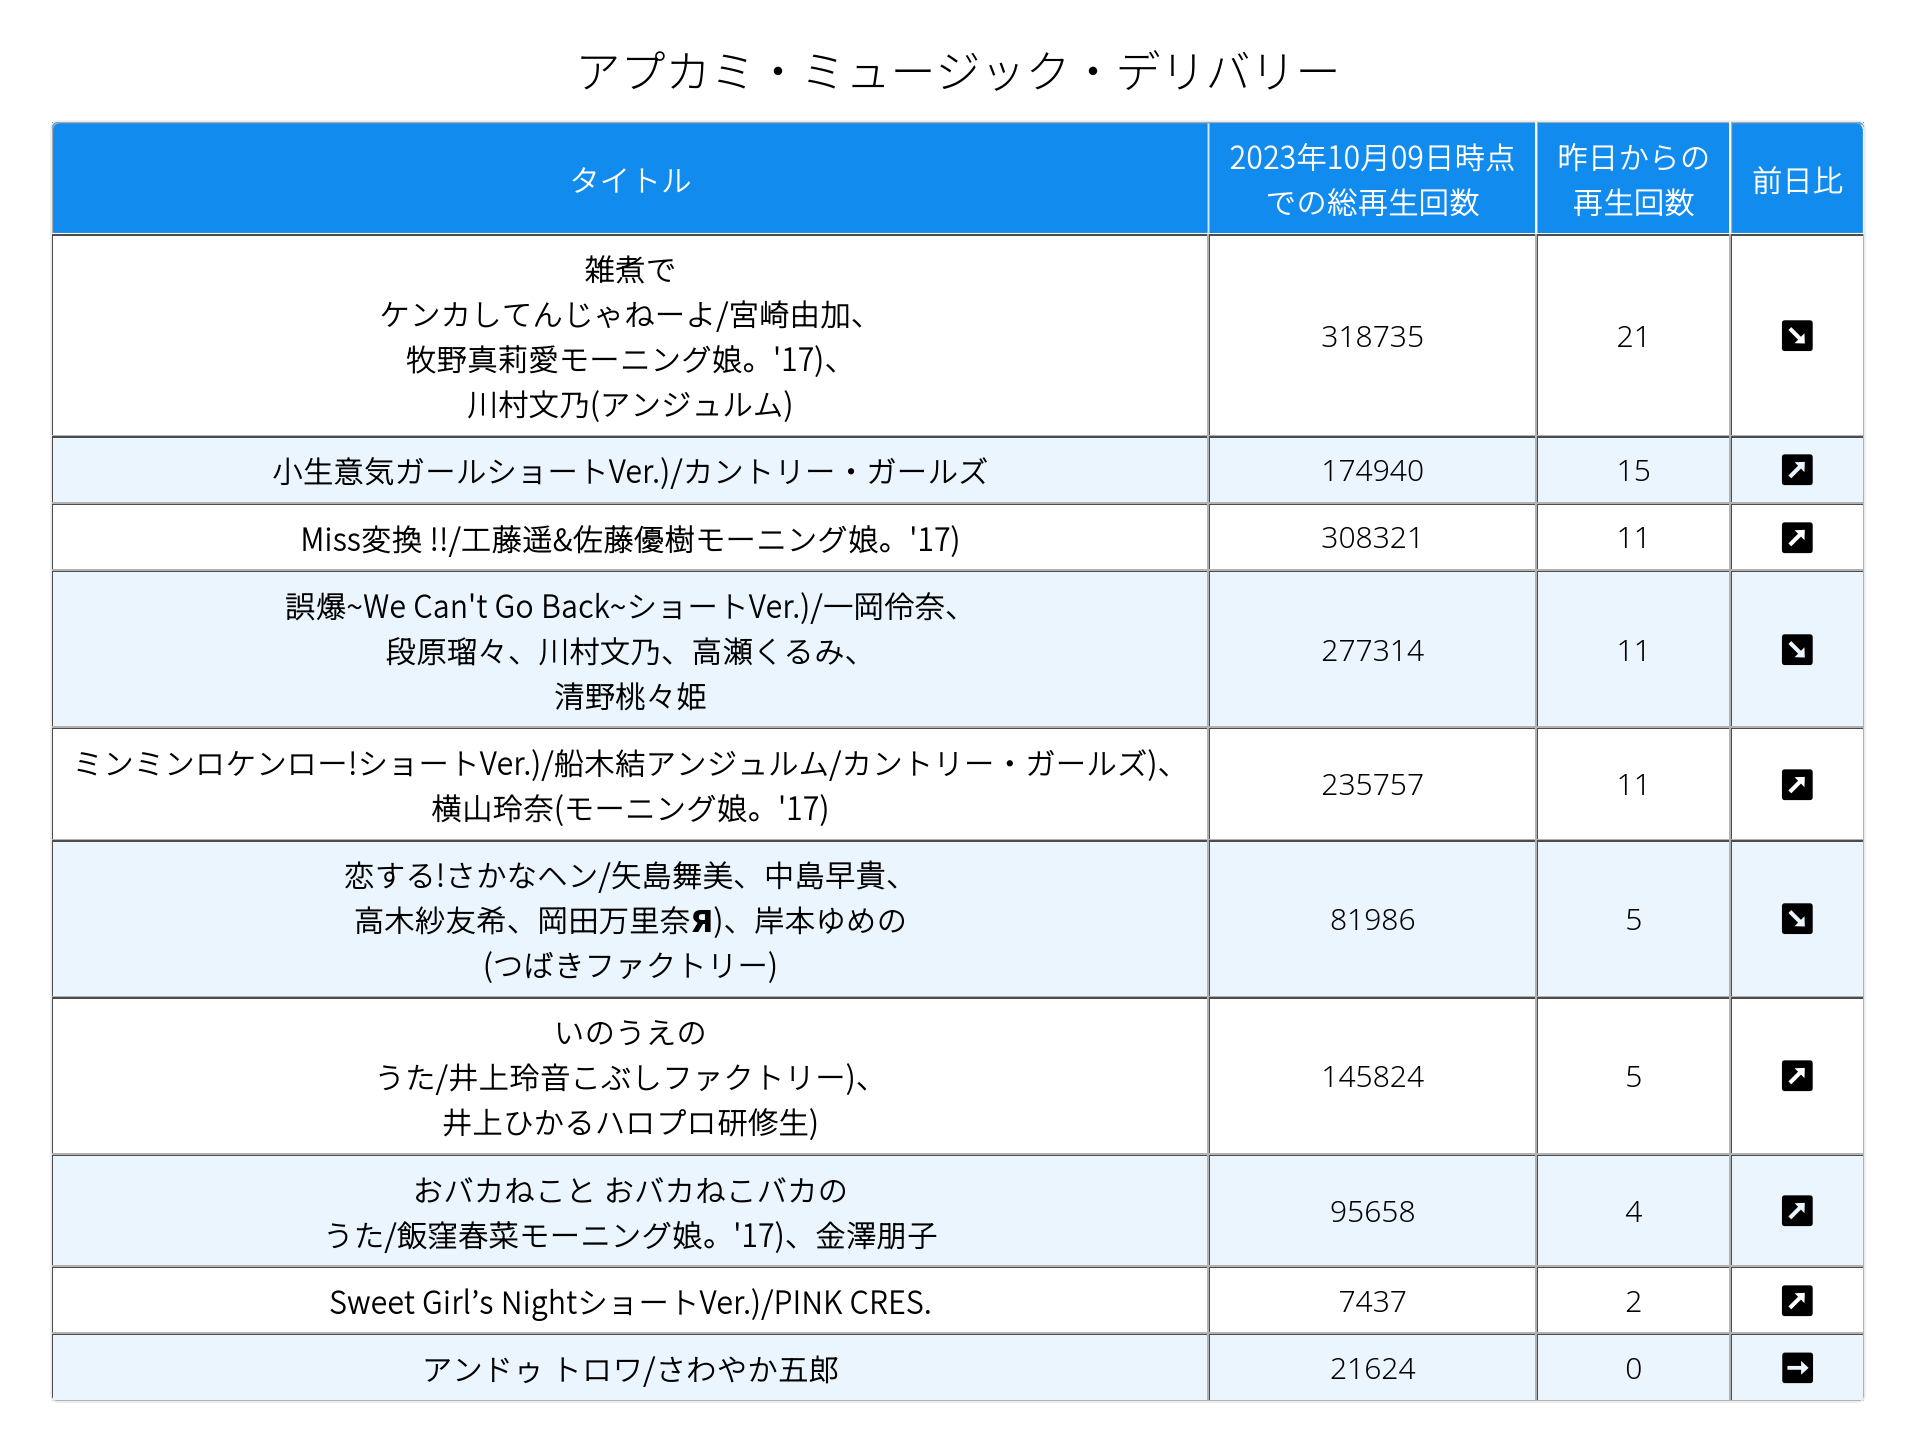 アプカミ・ミュージック・デリバリー
タイトル
2023年10月09日時点
での総再生回数
昨日からの
再生回数
前日比
雑煮で
ケンカしてんじゃねーよ/宮崎由加、
牧野真莉愛モーニング娘。'17)、
川村文乃(アンジュルム)
318735
21
小生意気ガールショートVer.)/カントリー・ガールズ
174940
15
Miss変換 !!/工藤遥&佐藤優樹モーニング娘。'17)
308321
11
誤爆~We Can't Go Back~ショートVer.)/一岡伶奈、
段原瑠々、川村文乃、高瀬くるみ、
清野桃々姫
277314
11
ミンミンロケンロー!ショートVer.)/船木結アンジュルム/カントリー・ガールズ)、
横山玲奈(モーニング娘。'17)
235757
11
恋する!さかなヘン/矢島舞美、中島早貴、
高木紗友希、岡田万里奈Я)、岸本ゆめの
(つばきファクトリー)
81986
5
いのうえの
うた/井上玲音こぶしファクトリー)、
井上ひかるハロプロ研修生)
145824
5
おバカねこと おバカねこバカの
うた/飯窪春菜モーニング娘。'17)、金澤朋子
95658
4
Sweet Girl’s NightショートVer.)/PINK CRES.
7437
2
アンドゥ トロワ/さわやか五郎
21624
0